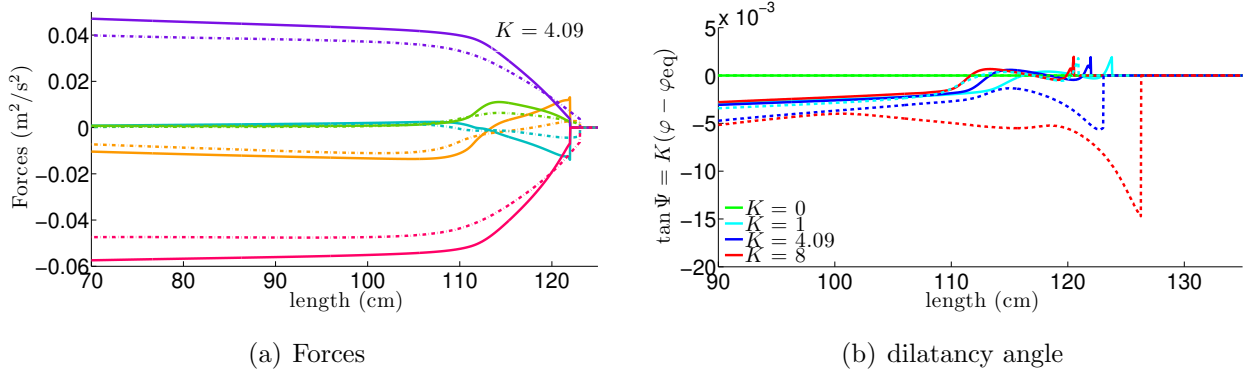 K = 4.09
Forces (m²/s²)
0.04
0.02
0
−0.02
−0.04
−0.06
70 80 90 100 110 120
length (cm)
(a) Forces
x 10⁻³
tan Ψ = K(φ − φeq)
5
0
−5
−10
−15
−20
K = 0
K = 1
K = 4.09
K = 8
90 100 110 120 130
length (cm)
(b) dilatancy angle